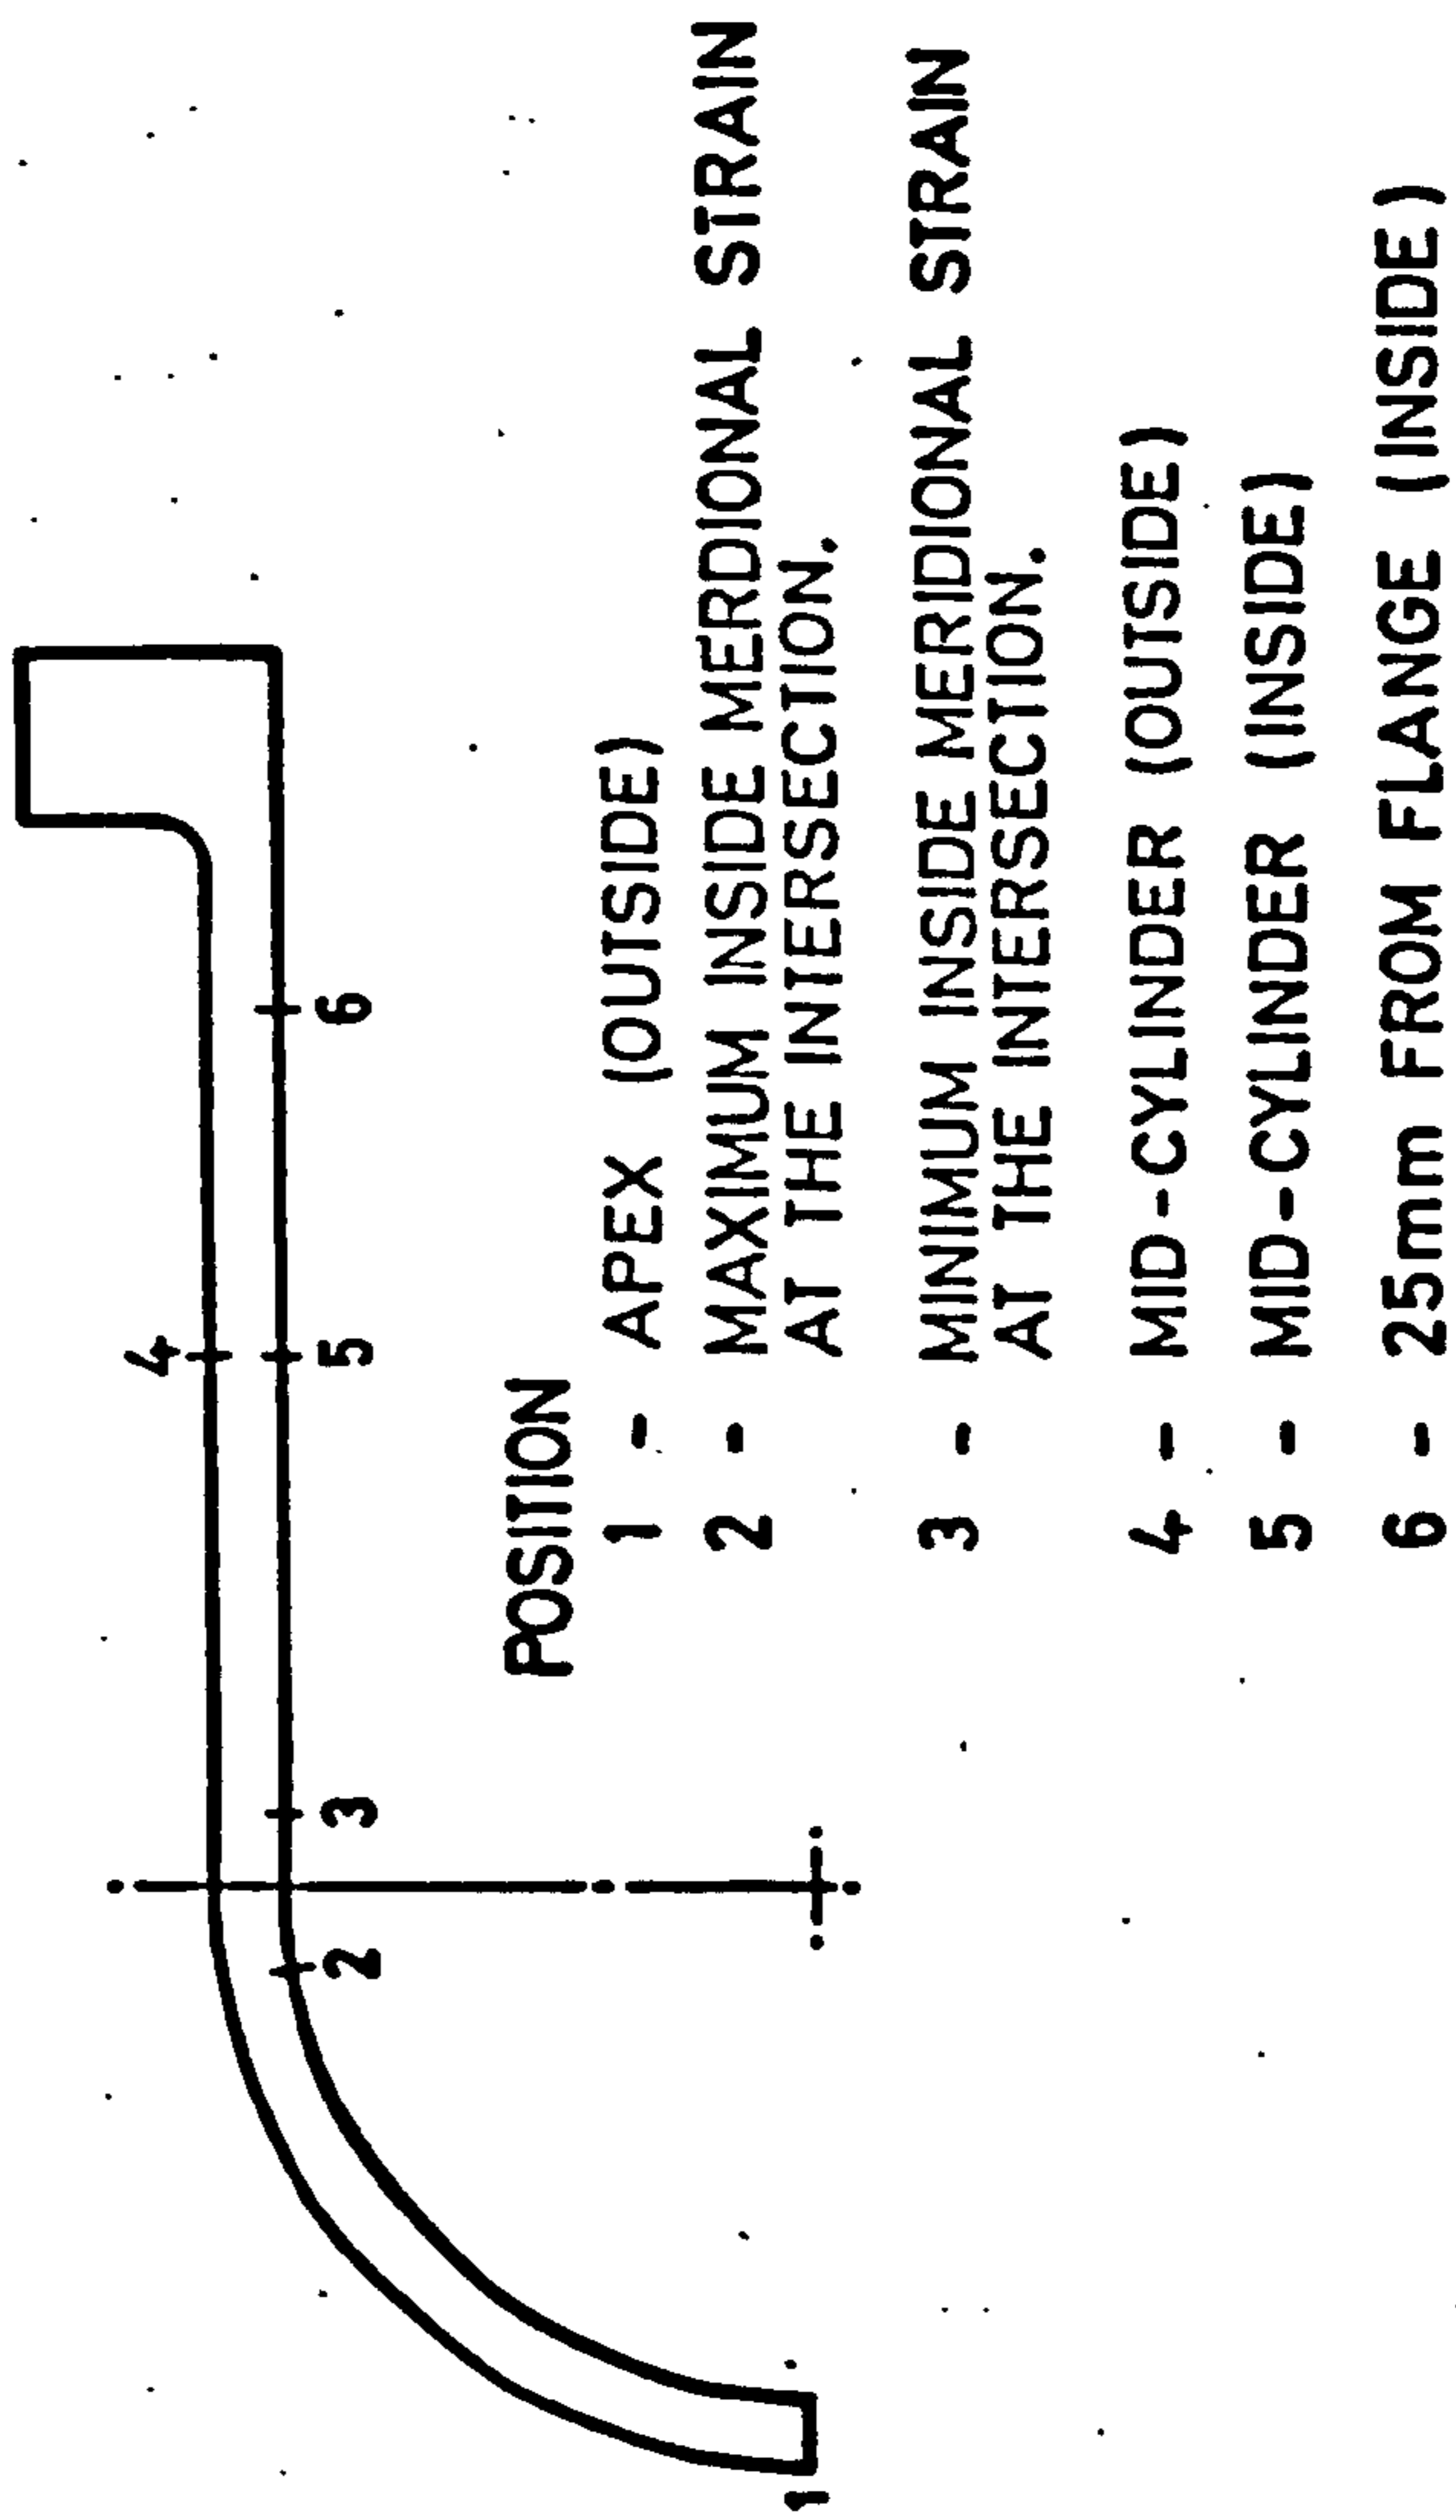 4
2 3 5 6
1
POSITION
1 - APEX (OUTSIDE)
2 - MAXIMUM INSIDE MERDIONAL STRAIN
AT THE INTERSECTION.
3 - MINIMUM INSIDE MERIDIONAL STRAIN
AT THE INTERSECTION.
4 - MID-CYLINDER (OUTSIDE)
5 - MID-CYLINDER (INSIDE)
6 - 25mm FROM FLANGE (INSIDE)